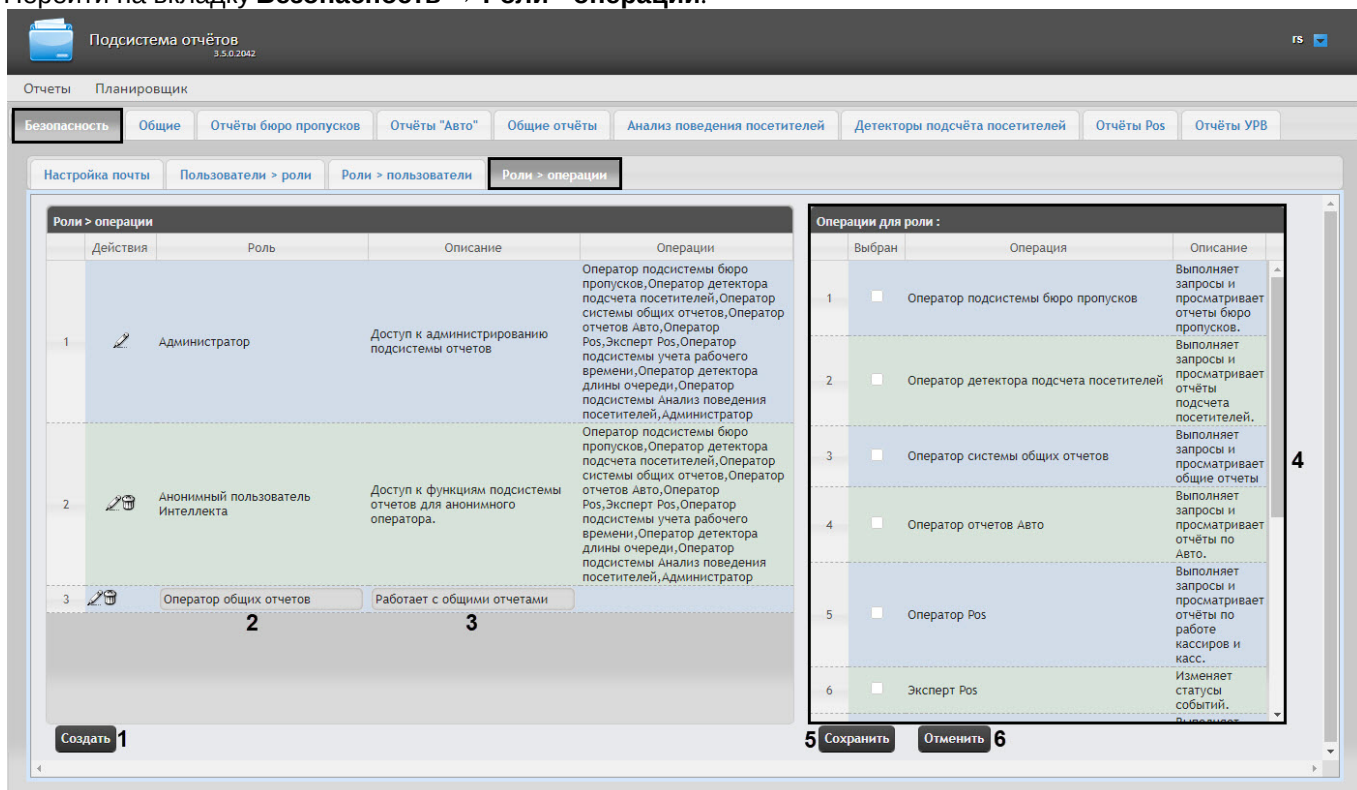 Перейти на вкладку Безопасность → Роли - операции.
Подсистема отчётов
3.5.0.2042
rs
Отчеты Планировщик
Безопасность Общие Отчёты бюро пропусков Отчёты "Авто" Общие отчёты Анализ поведения посетителей Детекторы подсчёта посетителей Отчёты Pos Отчёты УРВ
Настройка почты Пользователи > роли Роли > пользователи Роли > операции
Роли > операции
Действия Роль Описание Операции
1 Администратор
Доступ к администрированию
подсистемы отчетов
Оператор подсистемы бюро
пропусков,Оператор детектора
подсчета посетителей,Оператор
системы общих отчетов,Оператор
отчетов Авто,Оператор
Pos,Эксперт Pos,Оператор
подсистемы учета рабочего
времени,Оператор детектора
длины очереди,Оператор
подсистемы Анализ поведения
посетителей,Администратор
2
Анонимный пользователь
Интеллекта
Доступ к функциям подсистемы
отчетов для анонимного
оператора.
Оператор подсистемы бюро
пропусков,Оператор детектора
подсчета посетителей,Оператор
системы общих отчетов,Оператор
отчетов Авто,Оператор
Pos,Эксперт Pos,Оператор
подсистемы учета рабочего
времени,Оператор детектора
длины очереди,Оператор
подсистемы Анализ поведения
посетителей,Администратор
3 Оператор общих отчетов Работает с общими отчетами
2 3
Создать 1
Операции для роли :
Выбран Операция Описание
1 Оператор подсистемы бюро пропусков
Выполняет
запросы и
просматривает
отчеты бюро
пропусков.
2 Оператор детектора подсчета посетителей
Выполняет
запросы и
просматривает
отчёты
подсчета
посетителей.
3 Оператор системы общих отчетов
Выполняет
запросы и
просматривает
общие отчеты
4
4 Оператор отчетов Авто
Выполняет
запросы и
просматривает
отчёты по
Авто.
5 Оператор Pos
Выполняет
запросы и
просматривает
отчёты по
работе
кассиров и
касс.
6 Эксперт Pos
Изменяет
статусы
событий.
Выполняет
5 Сохранить Отменить 6